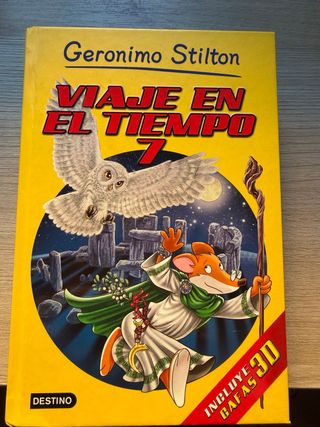 Geronimo Stilton
VIAJE EN
EL TIEMPO
7
INCLUYE
GAFAS 3D
DESTINO